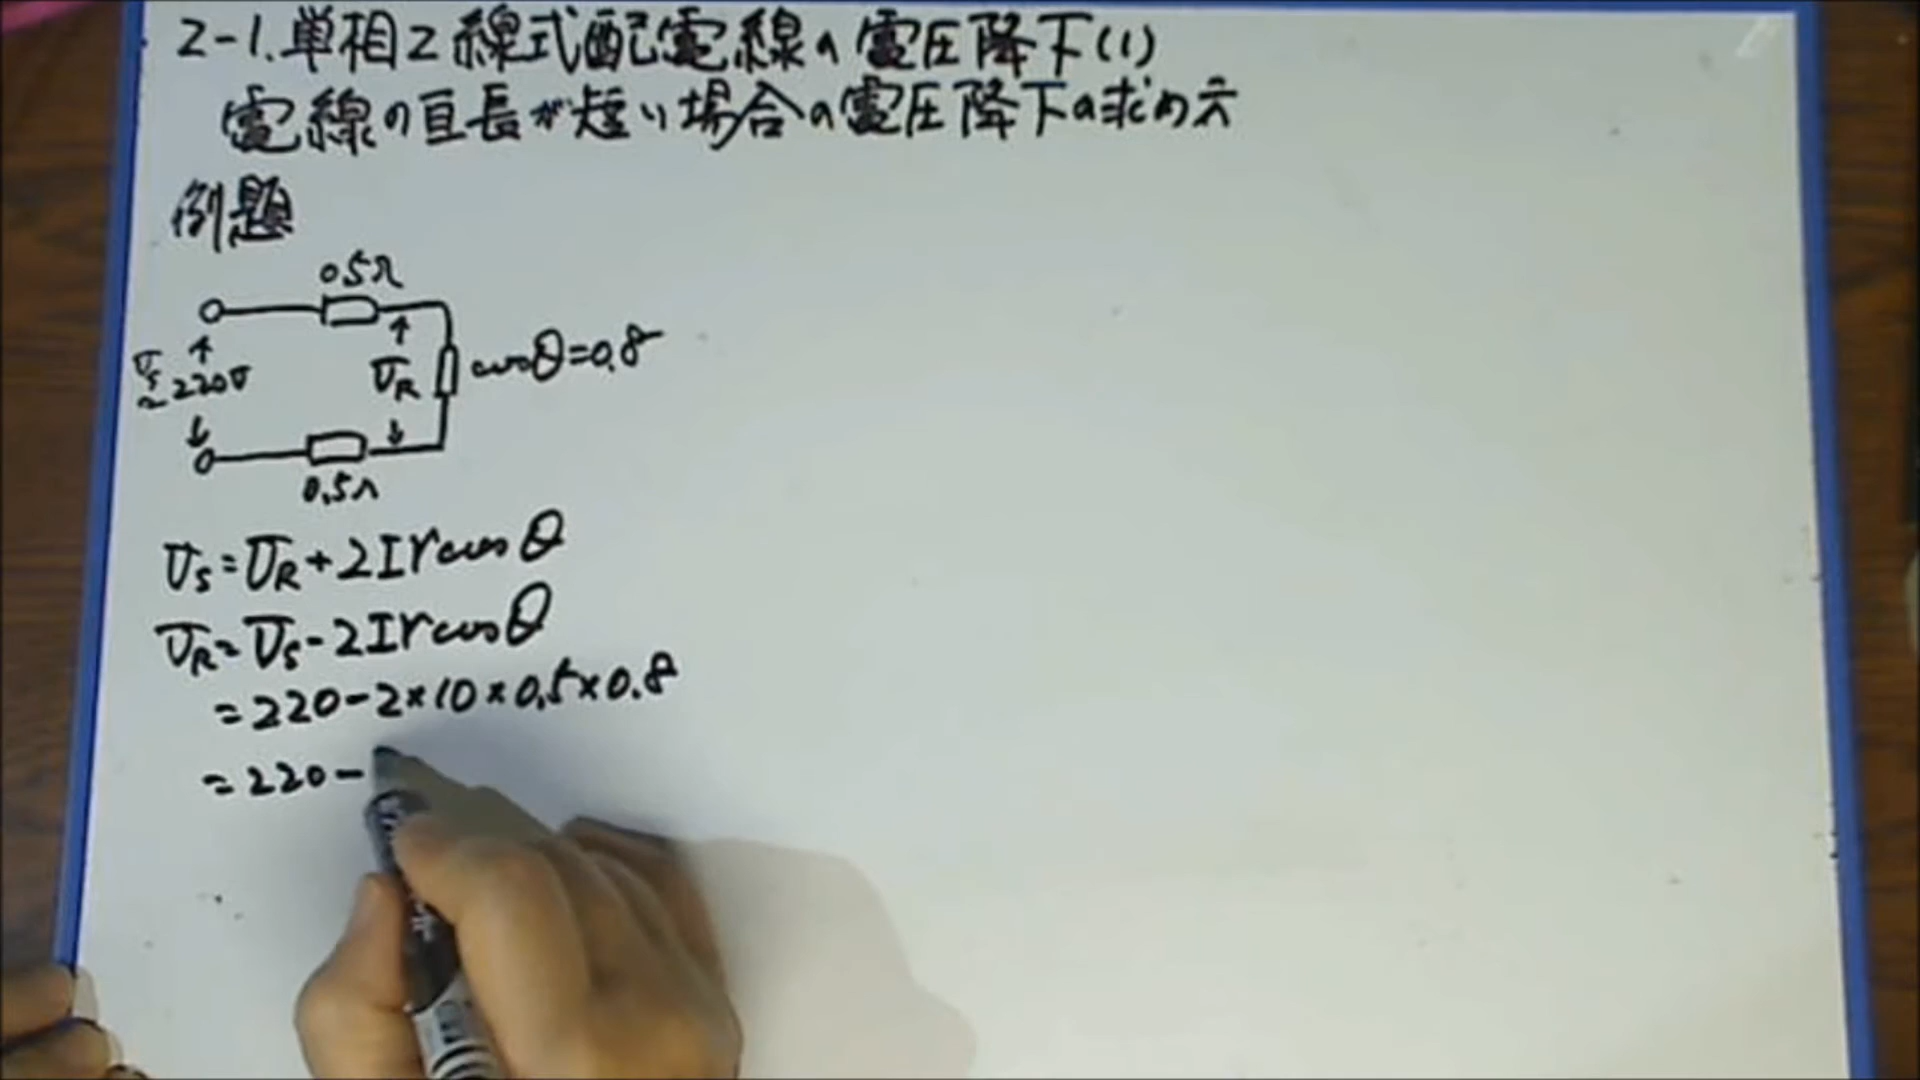 2-1.単相2線式配電線の電圧降下(1)
電線の亘長が短い場合の電圧降下の求め方
例題
0.5Ω
Vs=220V
VR
cosθ=0.8
0.5Ω
Vs=VR+2Ircosθ
VR=Vs-2Ircosθ
=220-2×10×0.5×0.8
=220-